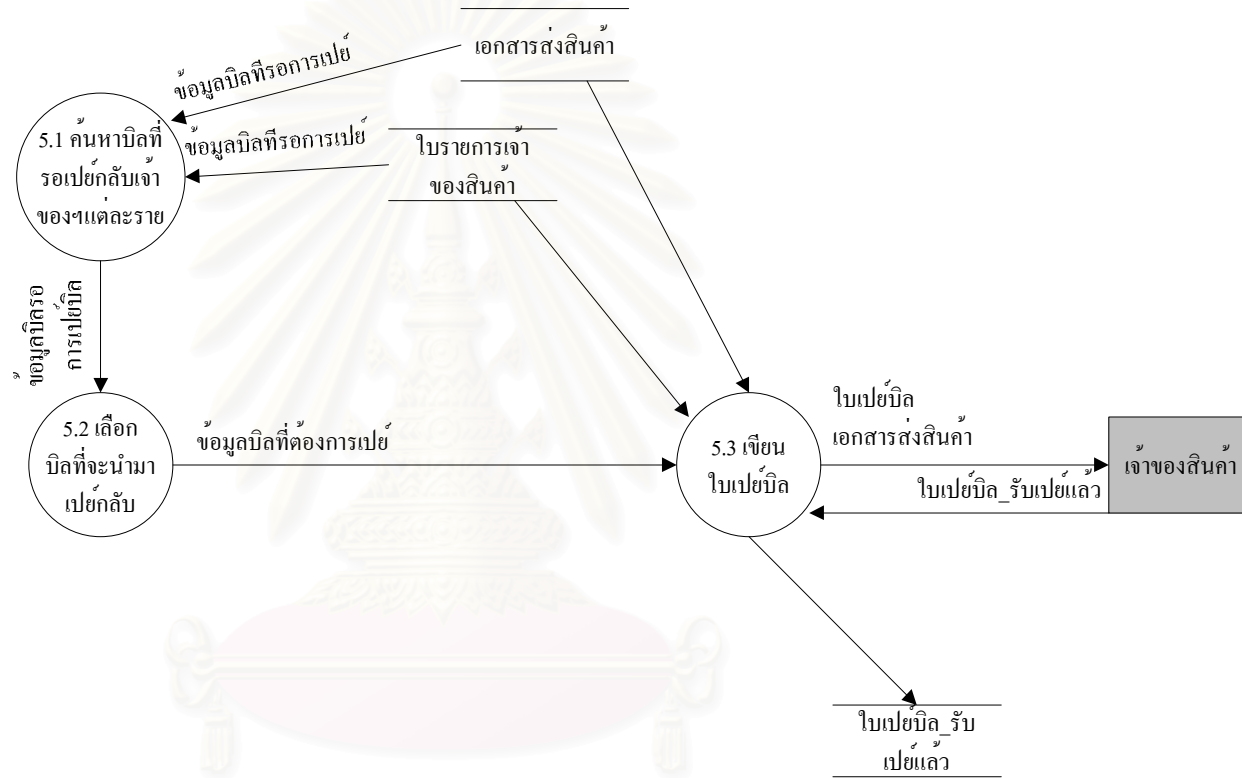 เอกสารส่งสินค้า
ข้อมูลบิลที่รอการเปย์
5.1 ค้นหาบิลที่
รอเปย์กลับเจ้า
ของฯแต่ละราย
ข้อมูลบิลที่รอการเปย์
ใบรายการเจ้า
ของสินค้า
ข้อมูลบิลรอ
การเปย์บิล
5.2 เลือก
บิลที่จะนำมา
เปย์กลับ
ข้อมูลบิลที่ต้องการเปย์
5.3 เขียน
ใบเปย์บิล
ใบเปย์บิล
เอกสารส่งสินค้า
ใบเปย์บิล_รับเปย์แล้ว
เจ้าของสินค้า
ใบเปย์บิล_รับ
เปย์แล้ว